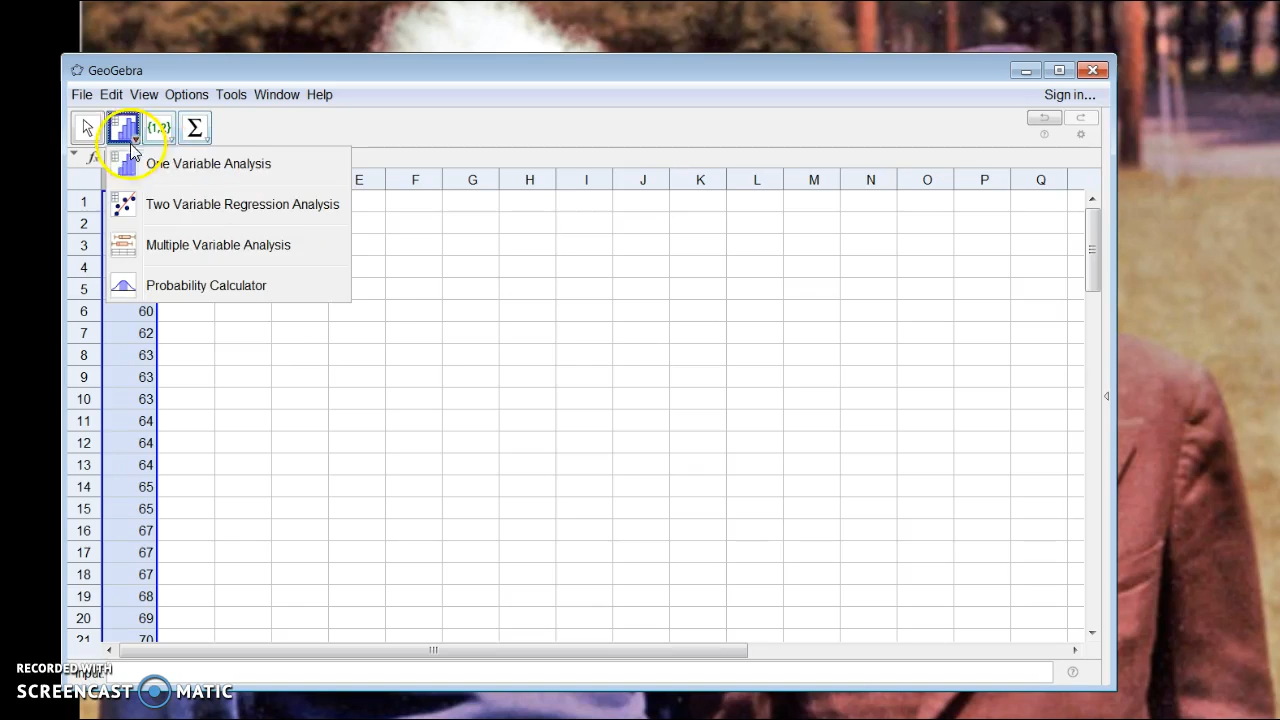 GeoGebra
File Edit View Options Tools Window Help Sign in...
{1,2} Σ
One Variable Analysis
E F G H I J K L M N O P Q
1
Two Variable Regression Analysis
2
3 Multiple Variable Analysis
4
5 Probability Calculator
6 60
7 62
8 63
9 63
10 63
11 64
12 64
13 64
14 65
15 65
16 67
17 67
18 67
19 68
20 69
21 70
RECORDED WITH
Input:
SCREENCAST MATIC